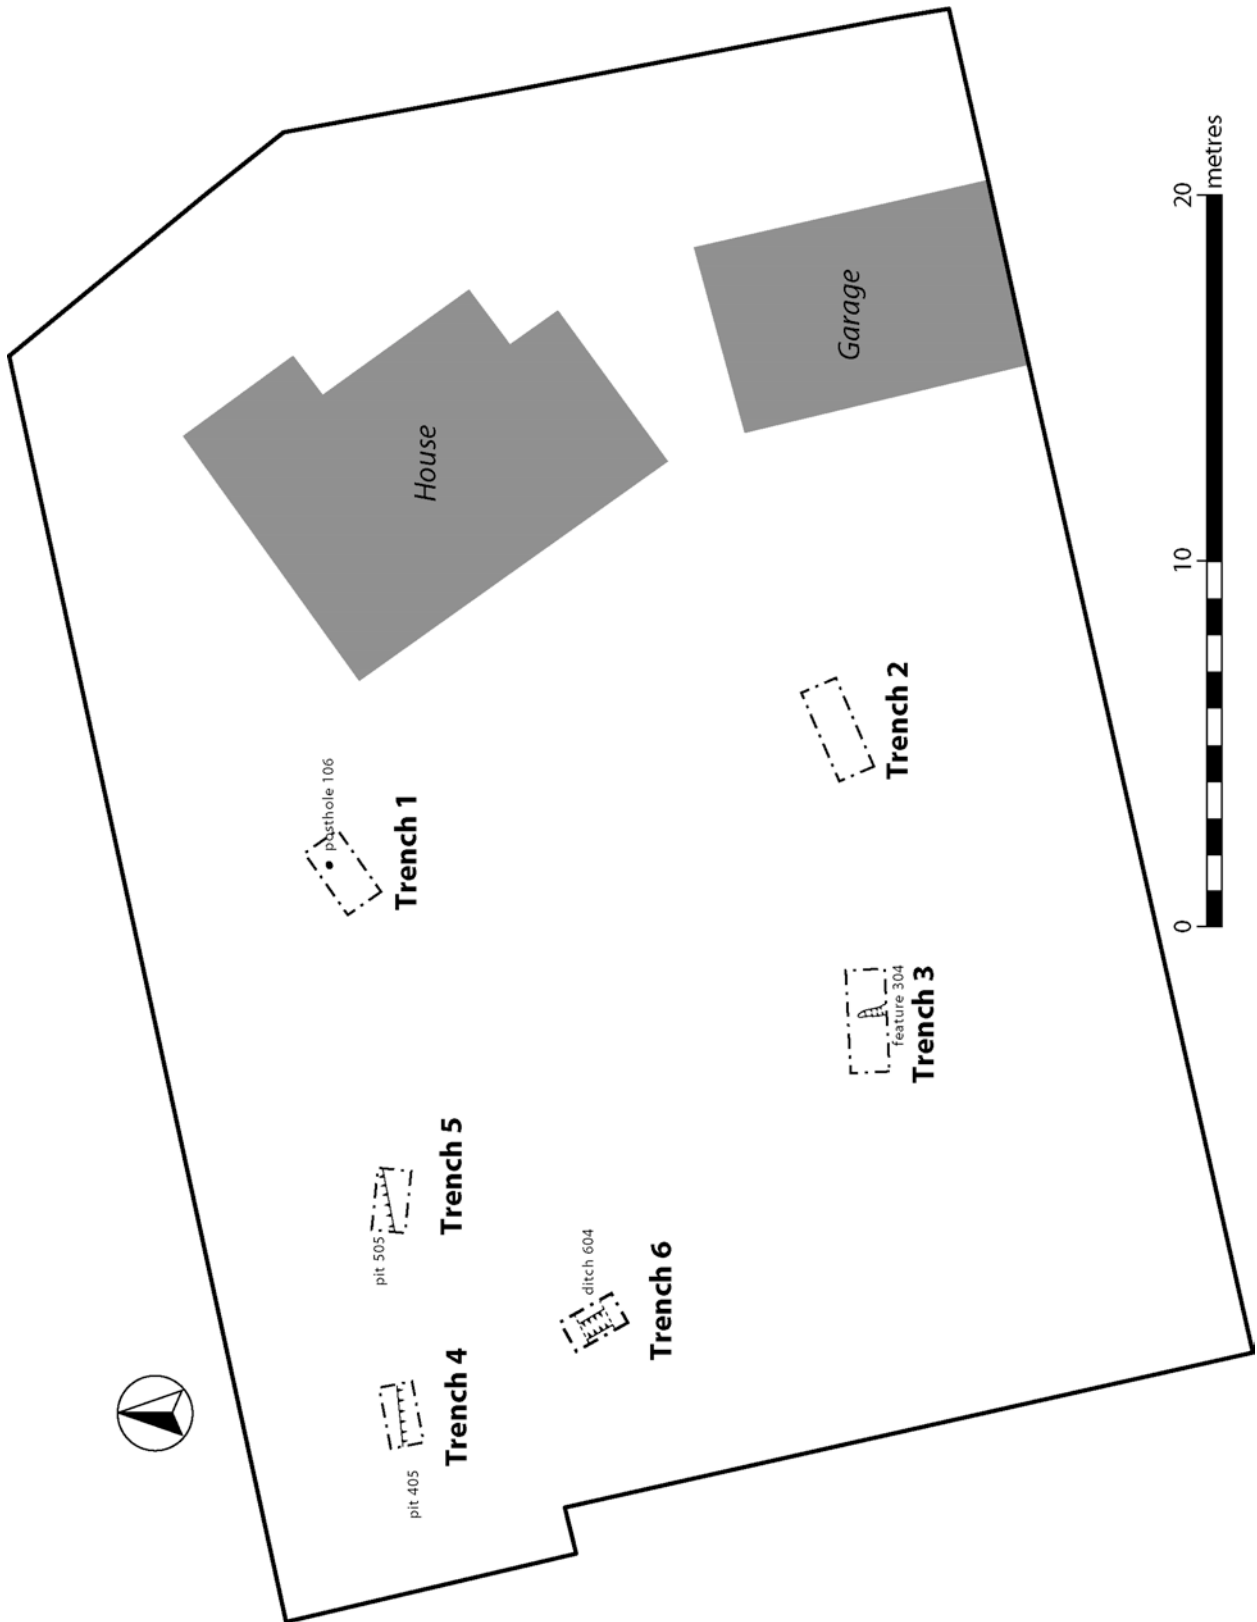 House
Garage
posthole 106
Trench 1
Trench 2
feature 304
Trench 3
pit 505
Trench 5
ditch 604
Trench 6
pit 405
Trench 4
0
10
20
metres